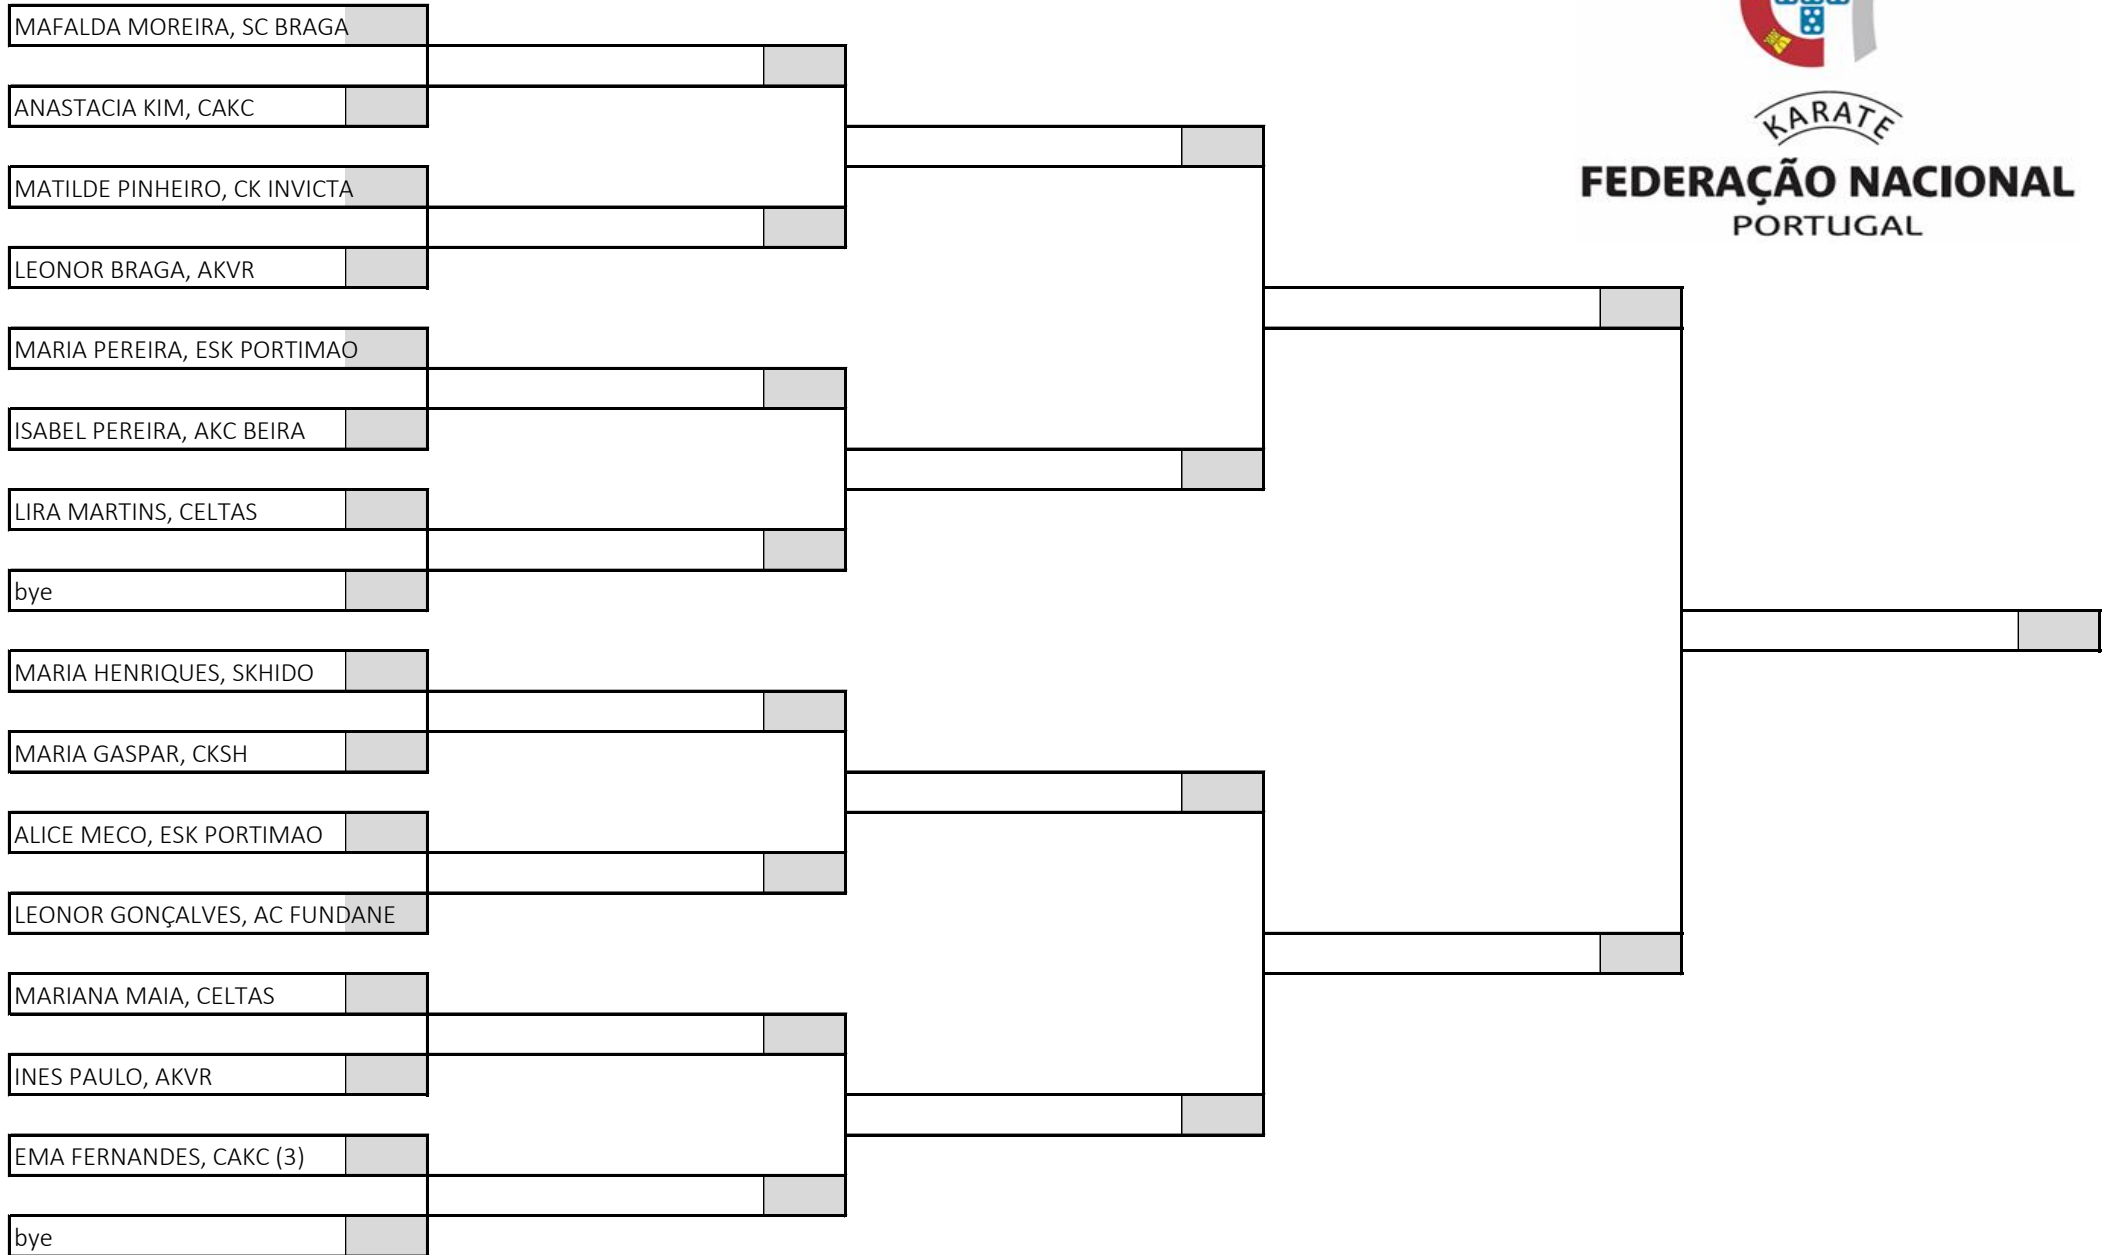 MAFALDA MOREIRA, SC BRAGA
ANASTACIA KIM, CAKC
MATILDE PINHEIRO, CK INVICTA
LEONOR BRAGA, AKVR
MARIA PEREIRA, ESK PORTIMAO
ISABEL PEREIRA, AKC BEIRA
LIRA MARTINS, CELTAS
bye
MARIA HENRIQUES, SKHIDO
MARIA GASPAR, CKSH
ALICE MECO, ESK PORTIMAO
LEONOR GONÇALVES, AC FUNDANE
MARIANA MAIA, CELTAS
INES PAULO, AKVR
EMA FERNANDES, CAKC (3)
bye
KARATE
FEDERAÇÃO NACIONAL
PORTUGAL